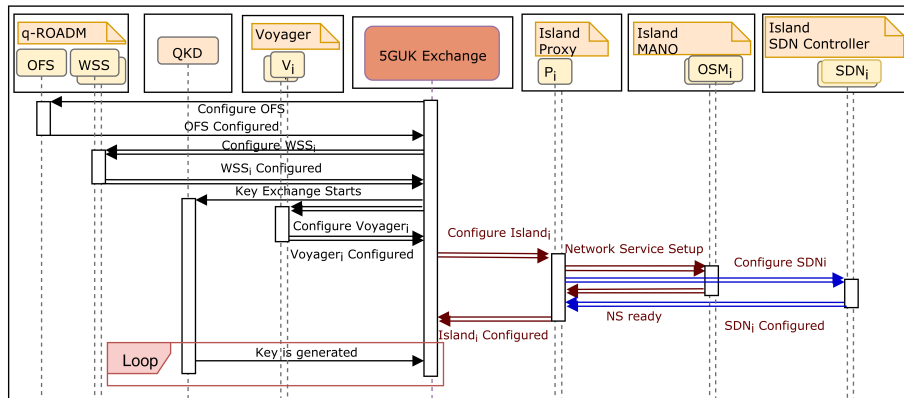 q-ROADM
OFS
WSS
QKD
Voyager
Vi
5GUK Exchange
Island
Proxy
Pi
Island
MANO
OSMi
Island
SDN Controller
SDNi
Configure OFS
OFS Configured
Configure WSSi
WSSi Configured
Key Exchange Starts
Configure Voyageri
Voyageri Configured
Configure Islandi
Network Service Setup
Configure SDNi
NS ready
SDNi Configured
Islandi Configured
Loop
Key is generated